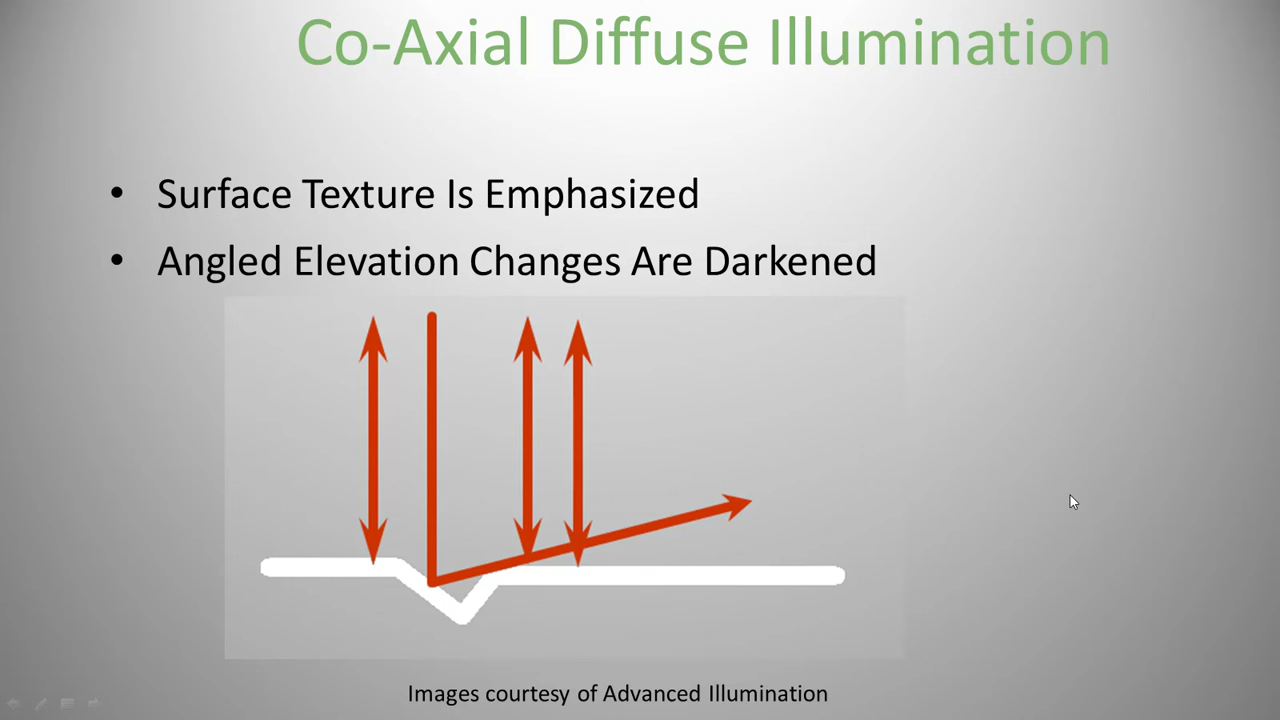 Co-Axial Diffuse Illumination
• Surface Texture Is Emphasized
• Angled Elevation Changes Are Darkened
Images courtesy of Advanced Illumination